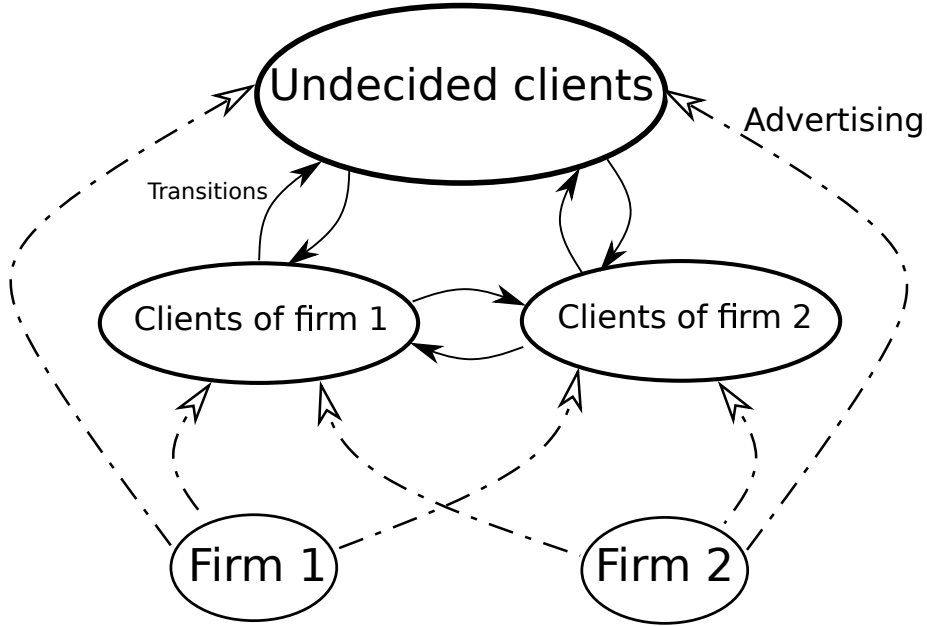 Undecided clients
Advertising
Transitions
Clients of firm 1
Clients of firm 2
Firm 1
Firm 2